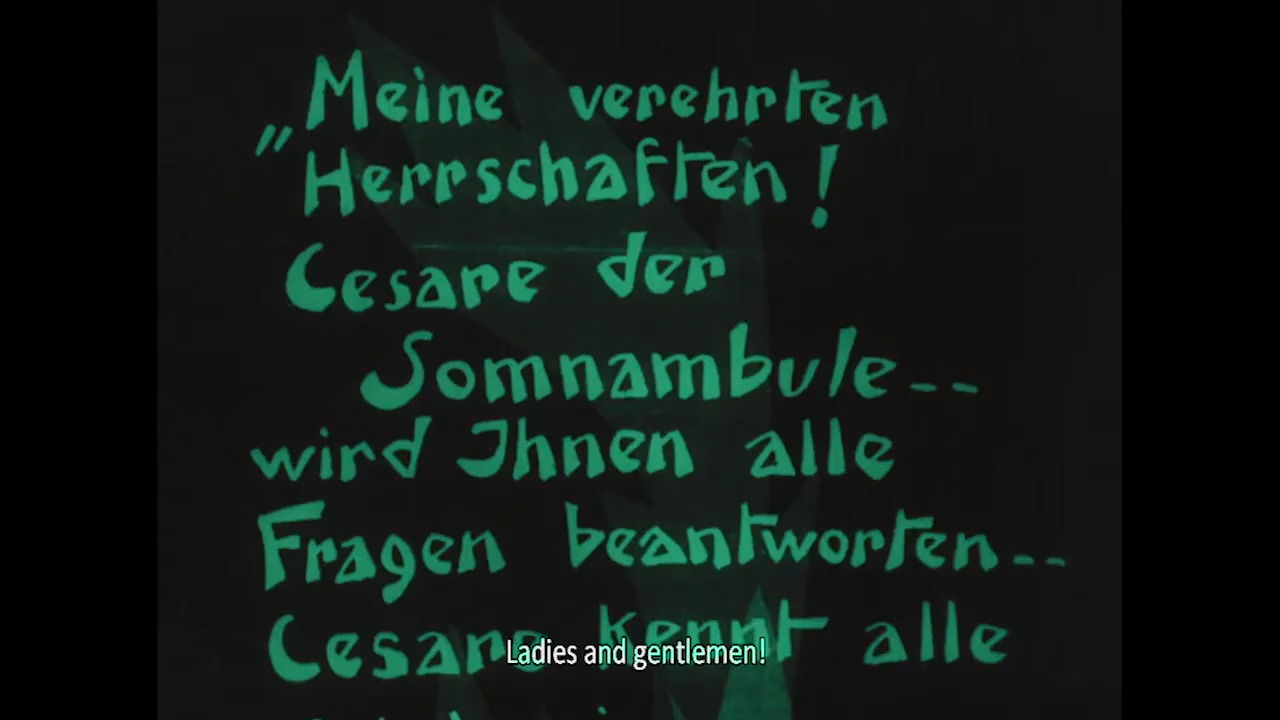 „Meine verehrten
Herrschaften!
Cesare der
Somnambule--
wird Ihnen alle
Fragen beantworten--
Cesare kennt alle
Ladies and gentlemen!